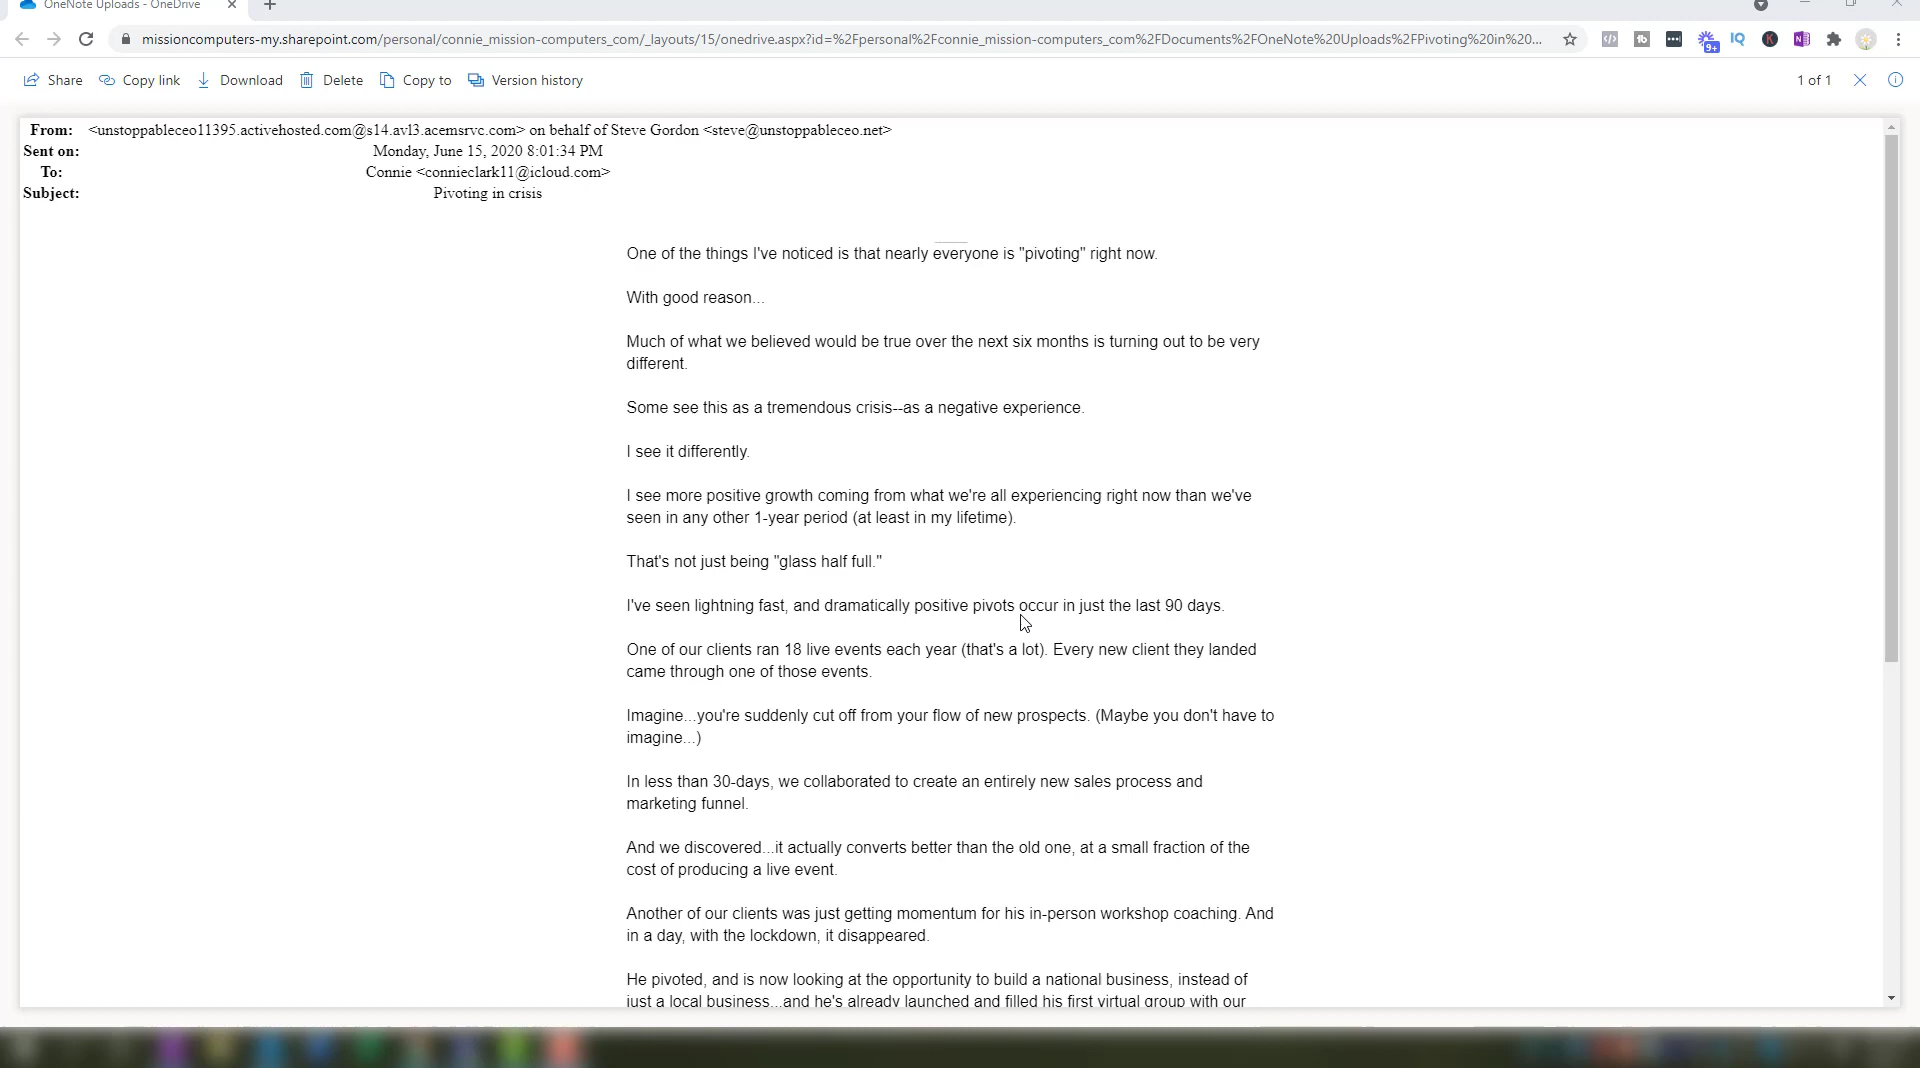 OneNote Uploads - OneDrive
missioncomputers-my.sharepoint.com/personal/connie_mission-computers_com/_layouts/15/onedrive.aspx?id=%2Fpersonal%2Fconnie_mission-computers_com%2FDocuments%2FOneNote%20Uploads%2FPivoting%20in%20...
9+
Share Copy link Download Delete Copy to Version history 1 of 1
From: <unstoppableceo11395.activehosted.com@s14.avl3.acemsrvc.com> on behalf of Steve Gordon <steve@unstoppableceo.net>
Sent on: Monday, June 15, 2020 8:01:34 PM
To: Connie <connieclark11@icloud.com>
Subject: Pivoting in crisis
One of the things I've noticed is that nearly everyone is "pivoting" right now.
With good reason...
Much of what we believed would be true over the next six months is turning out to be very
different.
Some see this as a tremendous crisis--as a negative experience.
I see it differently.
I see more positive growth coming from what we're all experiencing right now than we've
seen in any other 1-year period (at least in my lifetime).
That's not just being "glass half full."
I've seen lightning fast, and dramatically positive pivots occur in just the last 90 days.
One of our clients ran 18 live events each year (that's a lot). Every new client they landed
came through one of those events.
Imagine...you're suddenly cut off from your flow of new prospects. (Maybe you don't have to
imagine...)
In less than 30-days, we collaborated to create an entirely new sales process and
marketing funnel.
And we discovered...it actually converts better than the old one, at a small fraction of the
cost of producing a live event.
Another of our clients was just getting momentum for his in-person workshop coaching. And
in a day, with the lockdown, it disappeared.
He pivoted, and is now looking at the opportunity to build a national business, instead of
just a local business...and he's already launched and filled his first virtual group with our